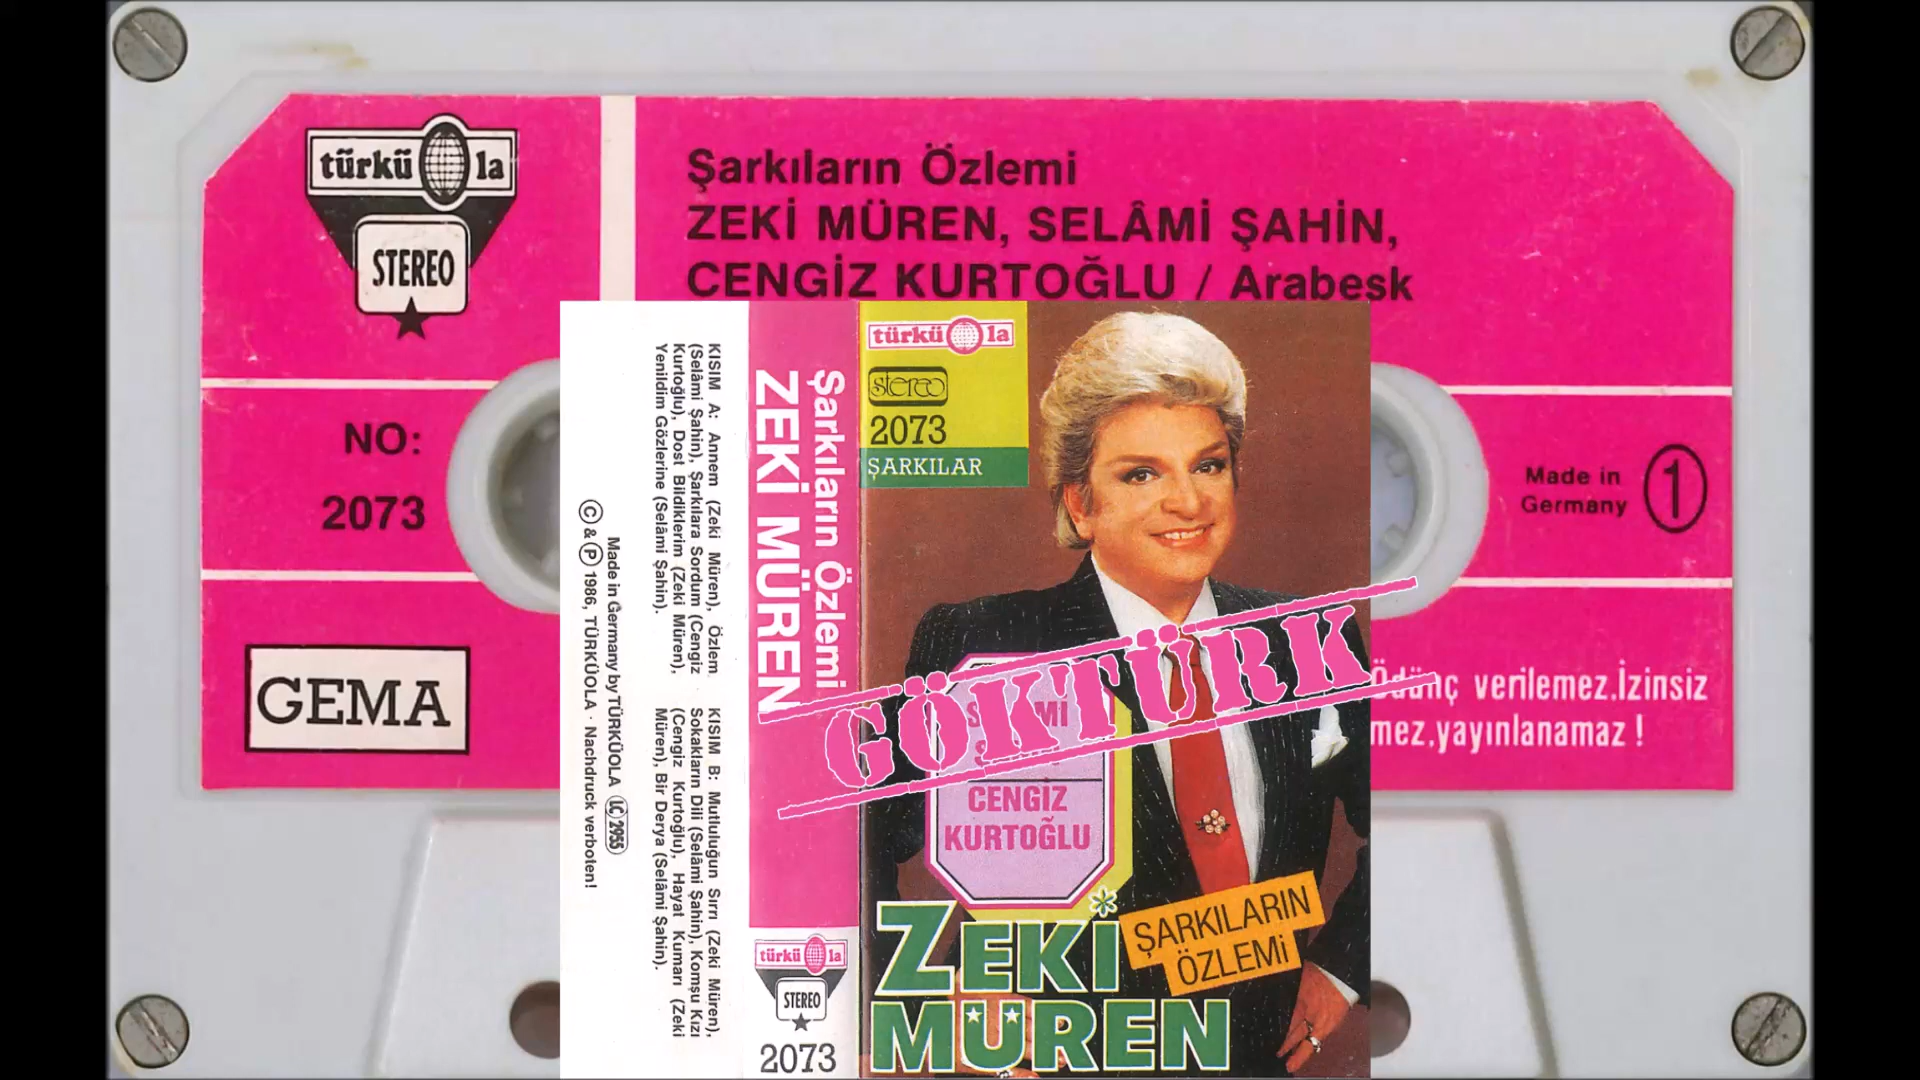 türkü la
STEREO
Şarkıların Özlemi
ZEKİ MÜREN, SELÂMİ ŞAHİN,
CENGİZ KURTOĞLU / Arabesk
NO:
2073
GEMA
Made in
Germany
1
Ödünç verilemez.İzinsiz
mez,yayınlanamaz !
KISIM A: Annem (Zeki Müren), Özlem
(Selâmi Şahin), Şarkılara Sordum (Cengiz
Kurtoğlu), Dost Bildiklerim (Zeki Müren),
Yenildim Gözlerine (Selâmi Şahin).
KISIM B: Mutluluğun Sırrı (Zeki Müren),
Sokakların Dili (Selâmi Şahin), Komşu Kızı
(Cengiz Kurtoğlu), Hayat Kumarı (Zeki
Müren), Bir Derya (Selâmi Şahin).
Made in Germany by TÜRKÜOLA LC 2955
© & ℗ 1986, TÜRKÜOLA · Nachdruck verboten!
Şarkıların Özlemi
ZEKİ MÜREN
türkü la
STEREO
2073
türkü la
stereo
2073
ŞARKILAR
GÖKTÜRK
CENGİZ
KURTOĞLU
ZEKİ
MÜREN
ŞARKILARIN
ÖZLEMİ